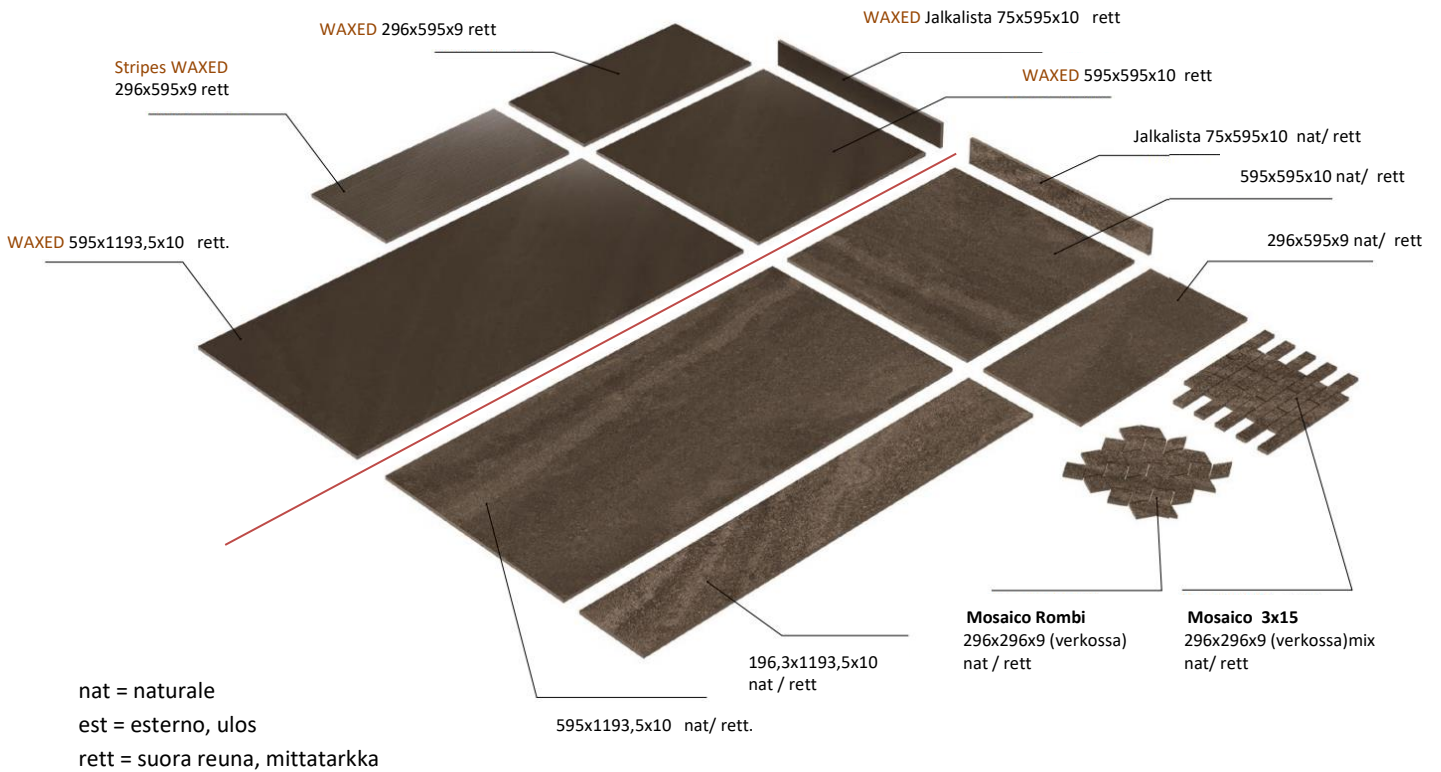 WAXED Jalkalista 75x595x10 rett
WAXED 296x595x9 rett
Stripes WAXED
296x595x9 rett
WAXED 595x595x10 rett
Jalkalista 75x595x10 nat/ rett
595x595x10 nat/ rett
WAXED 595x1193,5x10 rett.
296x595x9 nat/ rett
Mosaico Rombi
296x296x9 (verkossa)
nat / rett
Mosaico 3x15
296x296x9 (verkossa)mix
nat/ rett
196,3x1193,5x10
nat / rett
595x1193,5x10 nat/ rett.
nat = naturale
est = esterno, ulos
rett = suora reuna, mittatarkka